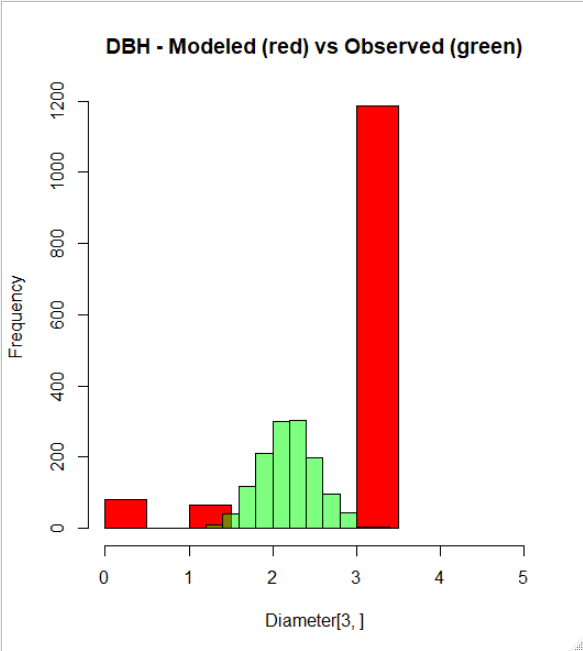 DBH - Modeled (red) vs Observed (green)
1200
1000
800
600
400
200
0
Frequency
0 1 2 3 4 5
Diameter[3, ]